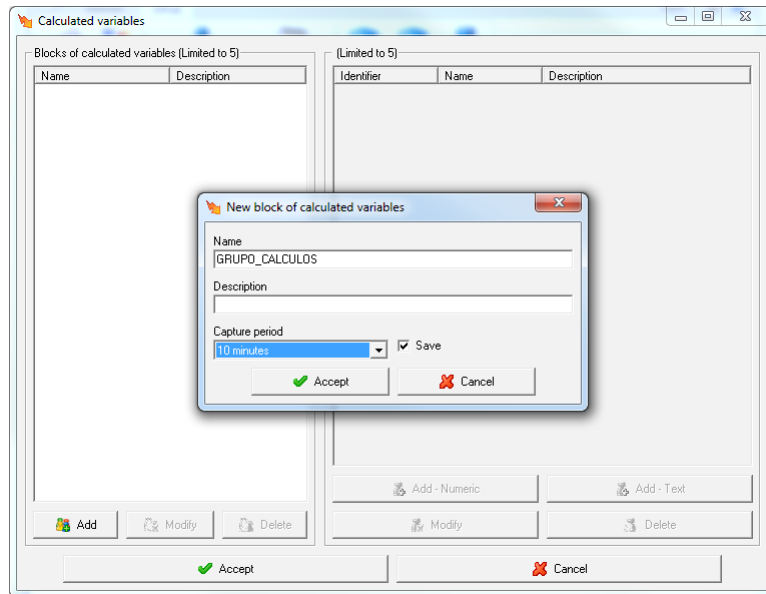 Calculated variables
Blocks of calculated variables (Limited to 5)
Name Description
(Limited to 5)
Identifier Name Description
New block of calculated variables
Name
GRUPO_CALCULOS
Description
Capture period
10 minutes Save
Accept Cancel
Add - Numeric Add - Text
Add Modify Delete Modify Delete
Accept Cancel